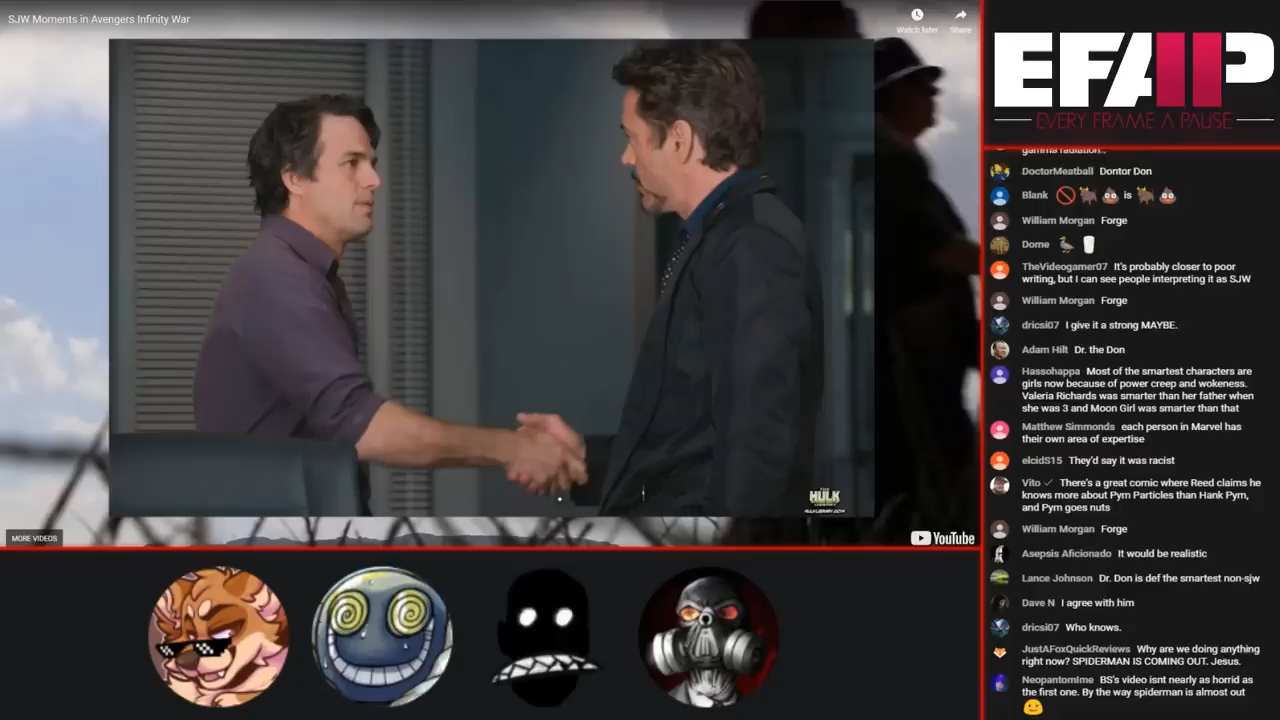 SJW Moments in Avengers Infinity War
Watch later
Share
THE
HULK
LIBRARY
HULKLIBRARY.COM
MORE VIDEOS
YouTube
EFAP
EVERY FRAME A PAUSE
gamma radiation..
DoctorMeatball Dontor Don
Blank 🚫🐂💩 is 🐂💩
William Morgan Forge
Dome 🦆🥛
TheVideogamer07 It's probably closer to poor
writing, but I can see people interpreting it as SJW
William Morgan Forge
dricsi07 I give it a strong MAYBE.
Adam Hilt Dr. the Don
Hassohappa Most of the smartest characters are
girls now because of power creep and wokeness.
Valeria Richards was smarter than her father when
she was 3 and Moon Girl was smarter than that
Matthew Simmonds each person in Marvel has
their own area of expertise
elcidS15 They'd say it was racist
Vito ✓ There's a great comic where Reed claims he
knows more about Pym Particles than Hank Pym,
and Pym goes nuts
William Morgan Forge
Asepsis Aficionado It would be realistic
Lance Johnson Dr. Don is def the smartest non-sjw
Dave N I agree with him
dricsi07 Who knows.
JustAFoxQuickReviews Why are we doing anything
right now? SPIDERMAN IS COMING OUT. Jesus.
NeopantomIme BS's video isnt nearly as horrid as
the first one. By the way spiderman is almost out
🙂